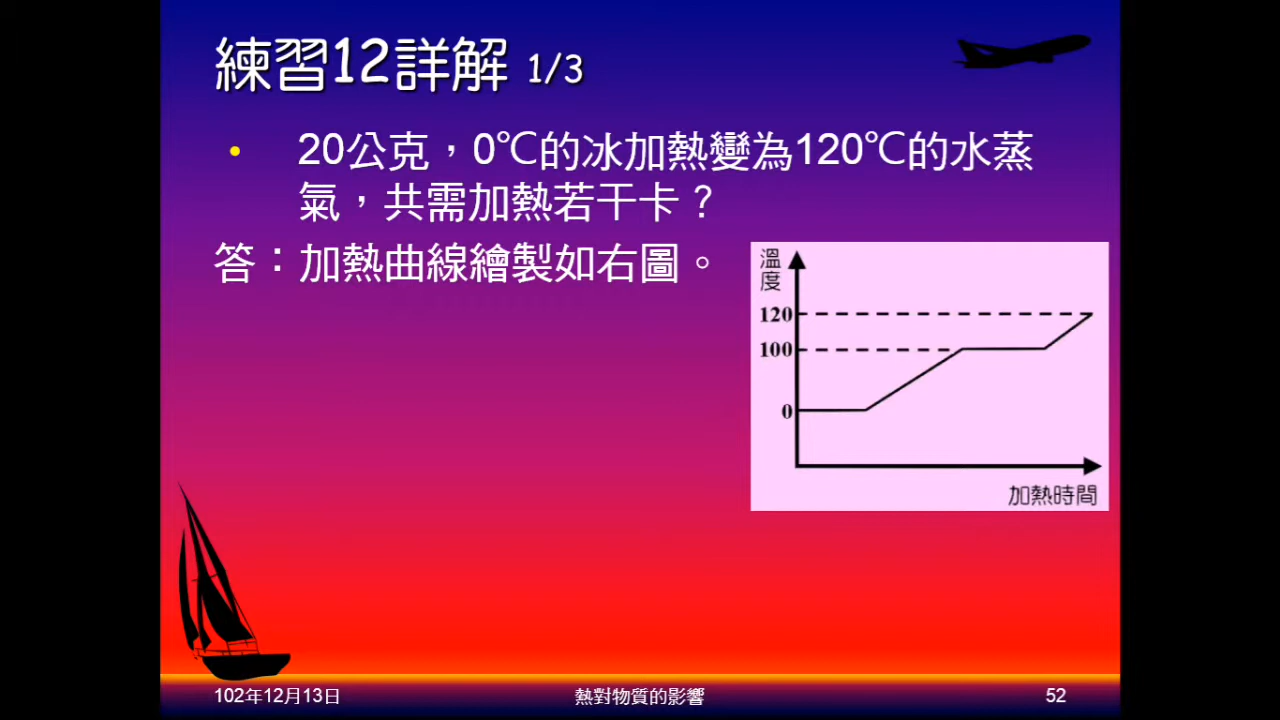 練習12詳解 1/3
• 20公克，0℃的冰加熱變為120℃的水蒸
氣，共需加熱若干卡？
答：加熱曲線繪製如右圖。
溫度
120
100
0
加熱時間
102年12月13日
熱對物質的影響
52